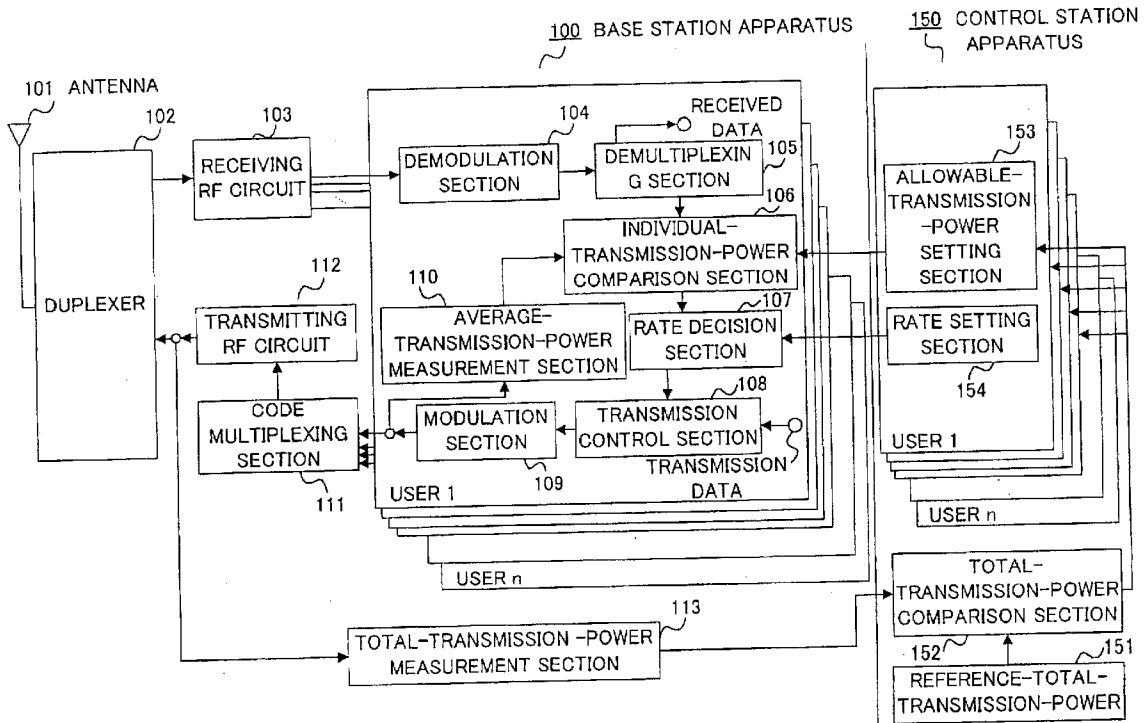 100 BASE STATION APPARATUS
150 CONTROL STATION
APPARATUS
101 ANTENNA
102
103
104
RECEIVED
DATA
153
RECEIVING
RF CIRCUIT
DEMODULATION
SECTION
DEMULTIPLEXIN
G SECTION
105
106
ALLOWABLE-
TRANSMISSION
-POWER
SETTING
SECTION
INDIVIDUAL-
TRANSMISSION-POWER
COMPARISON SECTION
DUPLEXER
112
110
107
TRANSMITTING
RF CIRCUIT
AVERAGE-
TRANSMISSION-POWER
MEASUREMENT SECTION
RATE DECISION
SECTION
RATE SETTING
SECTION
154
108
CODE
MULTIPLEXING
SECTION
111
MODULATION
SECTION
109
TRANSMISSION
CONTROL SECTION
TRANSMISSION
DATA
USER 1
USER 1
USER n
USER n
113
TOTAL-TRANSMISSION -POWER
MEASUREMENT SECTION
TOTAL-
TRANSMISSION-POWER
COMPARISON SECTION
152
151
REFERENCE-TOTAL-
TRANSMISSION-POWER